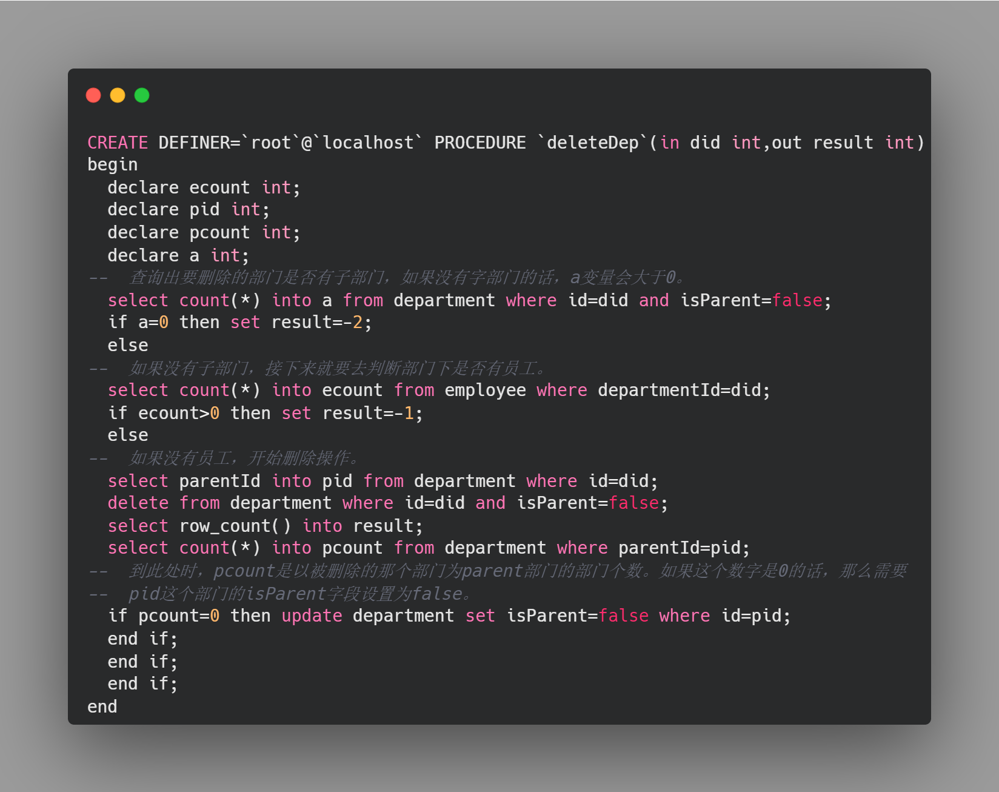 CREATE DEFINER=`root`@`localhost` PROCEDURE `deleteDep`(in did int,out result int)
begin
  declare ecount int;
  declare pid int;
  declare pcount int;
  declare a int;
--  查询出要删除的部门是否有子部门，如果没有字部门的话，a变量会大于0。
  select count(*) into a from department where id=did and isParent=false;
  if a=0 then set result=-2;
  else
--  如果没有子部门，接下来就要去判断部门下是否有员工。
  select count(*) into ecount from employee where departmentId=did;
  if ecount>0 then set result=-1;
  else
--  如果没有员工，开始删除操作。
  select parentId into pid from department where id=did;
  delete from department where id=did and isParent=false;
  select row_count() into result;
  select count(*) into pcount from department where parentId=pid;
--  到此处时，pcount是以被删除的那个部门为parent部门的部门个数。如果这个数字是0的话，那么需要
--  pid这个部门的isParent字段设置为false。
  if pcount=0 then update department set isParent=false where id=pid;
  end if;
  end if;
  end if;
end